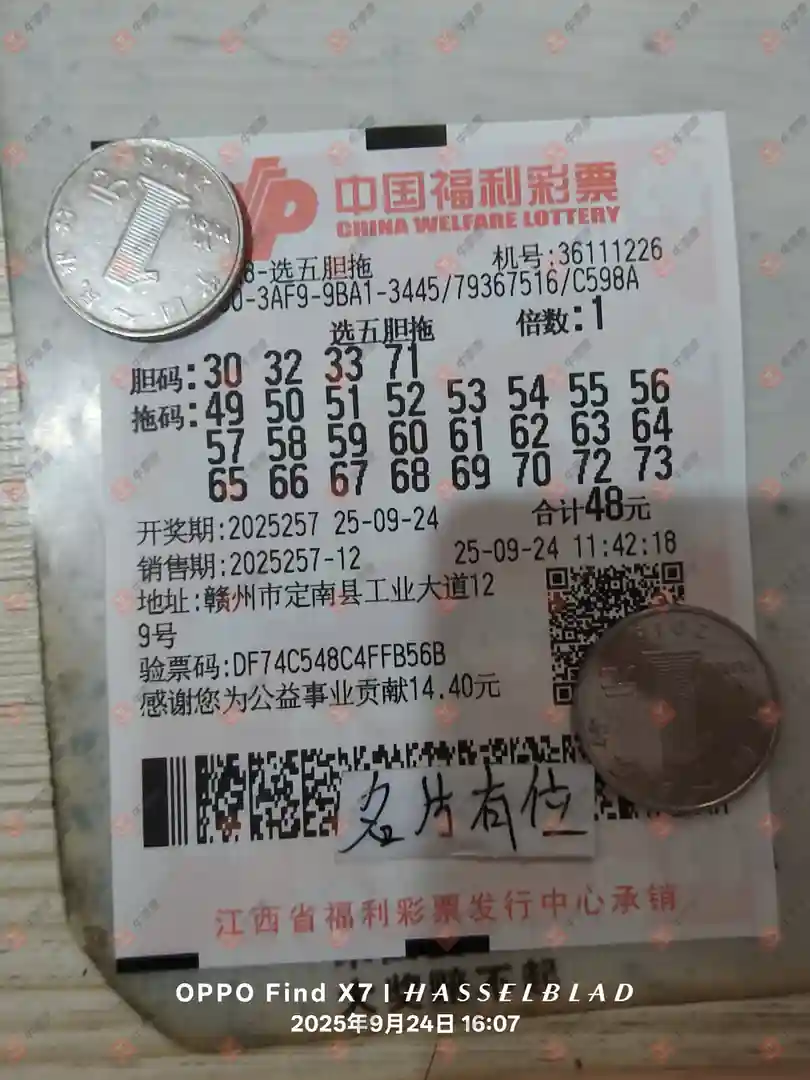 中国福利彩票
CHINA WELFARE LOTTERY
8-选五胆拖 机号:36111226
0-3AF9-9BA1-3445/79367516/C598A
选五胆拖 倍数:1
胆码:30 32 33 71
拖码:49 50 51 52 53 54 55 56
57 58 59 60 61 62 63 64
65 66 67 68 69 70 72 73
合计48元
开奖期:2025257 25-09-24
销售期:2025257-12 25-09-24 11:42:18
地址:赣州市定南县工业大道12
9号
验票码:DF74C548C4FFB56B
感谢您为公益事业贡献14.40元
名片有位
江西省福利彩票发行中心承销
OPPO Find X7 | HASSELBLAD
2025年9月24日 16:07